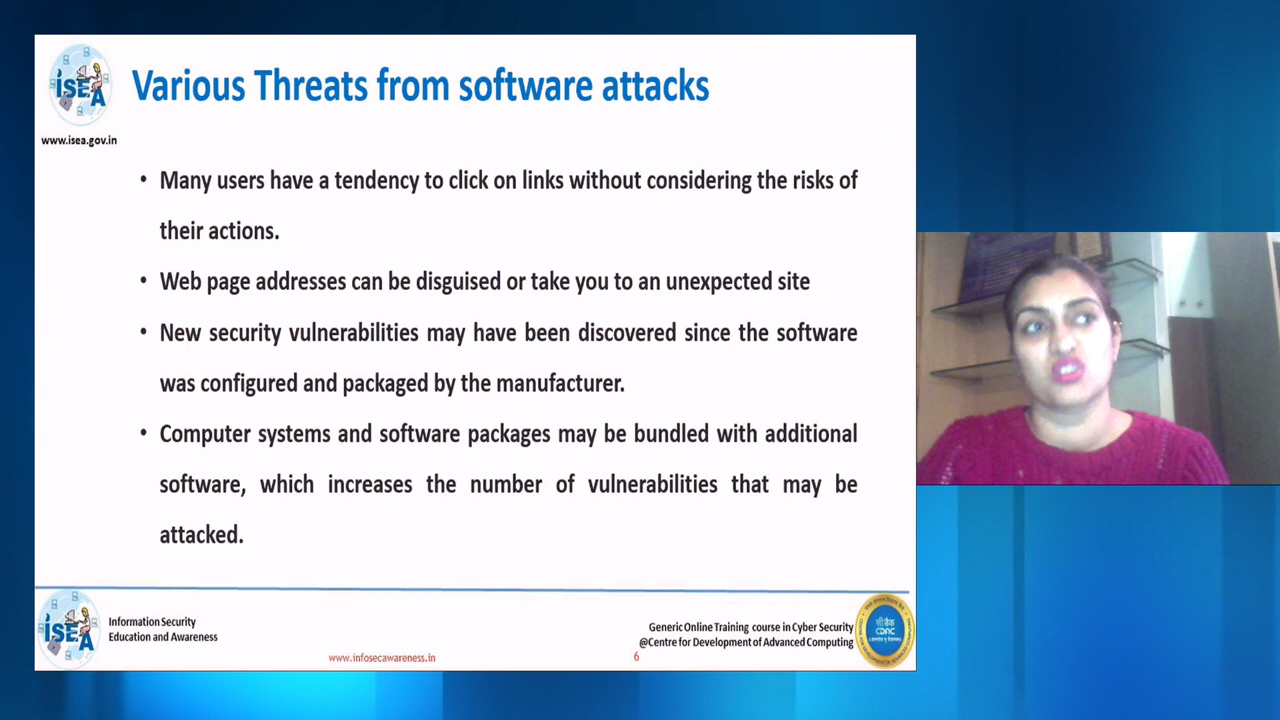 ISEA
www.isea.gov.in
Various Threats from software attacks
• Many users have a tendency to click on links without considering the risks of
their actions.
• Web page addresses can be disguised or take you to an unexpected site
• New security vulnerabilities may have been discovered since the software
was configured and packaged by the manufacturer.
• Computer systems and software packages may be bundled with additional
software, which increases the number of vulnerabilities that may be
attacked.
ISEA
Information Security
Education and Awareness
www.infosecawareness.in
6
Generic Online Training course in Cyber Security
@Centre for Development of Advanced Computing
सी डैक
CDAC